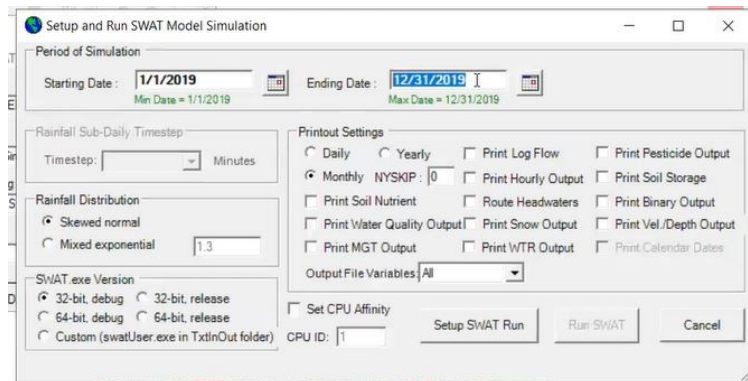 Setup and Run SWAT Model Simulation
Period of Simulation
Starting Date : 1/1/2019 Ending Date : 12/31/2019
Min Date = 1/1/2019 Max Date = 12/31/2019
Rainfall Sub-Daily Timestep
Timestep: Minutes
Rainfall Distribution
Skewed normal
Mixed exponential 1.3
SWAT.exe Version
32-bit, debug 32-bit, release
64-bit, debug 64-bit, release
Custom (swatUser.exe in TxtInOut folder)
Printout Settings
Daily Yearly Print Log Flow Print Pesticide Output
Monthly NYSKIP : 0 Print Hourly Output Print Soil Storage
Print Soil Nutrient Route Headwaters Print Binary Output
Print Water Quality Output Print Snow Output Print Vel./Depth Output
Print MGT Output Print WTR Output Print Calendar Dates
Output File Variables: All
Set CPU Affinity
CPU ID: 1
Setup SWAT Run Run SWAT Cancel